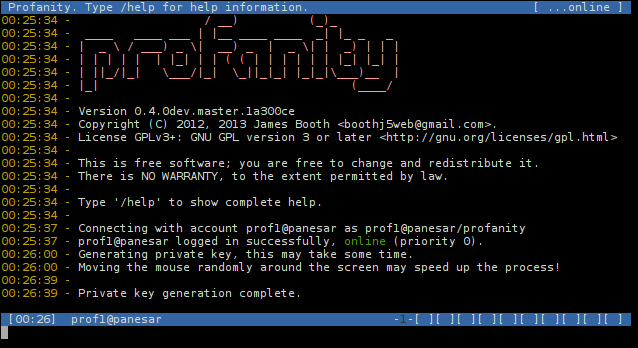 Profanity. Type /help for help information. [ ...online ]
00:25:34 -
00:25:34 -
00:25:34 -
00:25:34 -
00:25:34 -
00:25:34 -
00:25:34 -
00:25:34 - Version 0.4.0dev.master.1a300ce
00:25:34 - Copyright (C) 2012, 2013 James Booth <boothj5web@gmail.com>.
00:25:34 - License GPLv3+: GNU GPL version 3 or later <http://gnu.org/licenses/gpl.html>
00:25:34 -
00:25:34 - This is free software; you are free to change and redistribute it.
00:25:34 - There is NO WARRANTY, to the extent permitted by law.
00:25:34 -
00:25:34 - Type '/help' to show complete help.
00:25:34 -
00:25:37 - Connecting with account prof1@panesar as prof1@panesar/profanity
00:25:37 - prof1@panesar logged in successfully, online (priority 0).
00:26:00 - Generating private key, this may take some time.
00:26:00 - Moving the mouse randomly around the screen may speed up the process!
00:26:39 -
00:26:39 - Private key generation complete.
[00:26] prof1@panesar -1-[ ][ ][ ][ ][ ][ ][ ][ ][ ][ ]